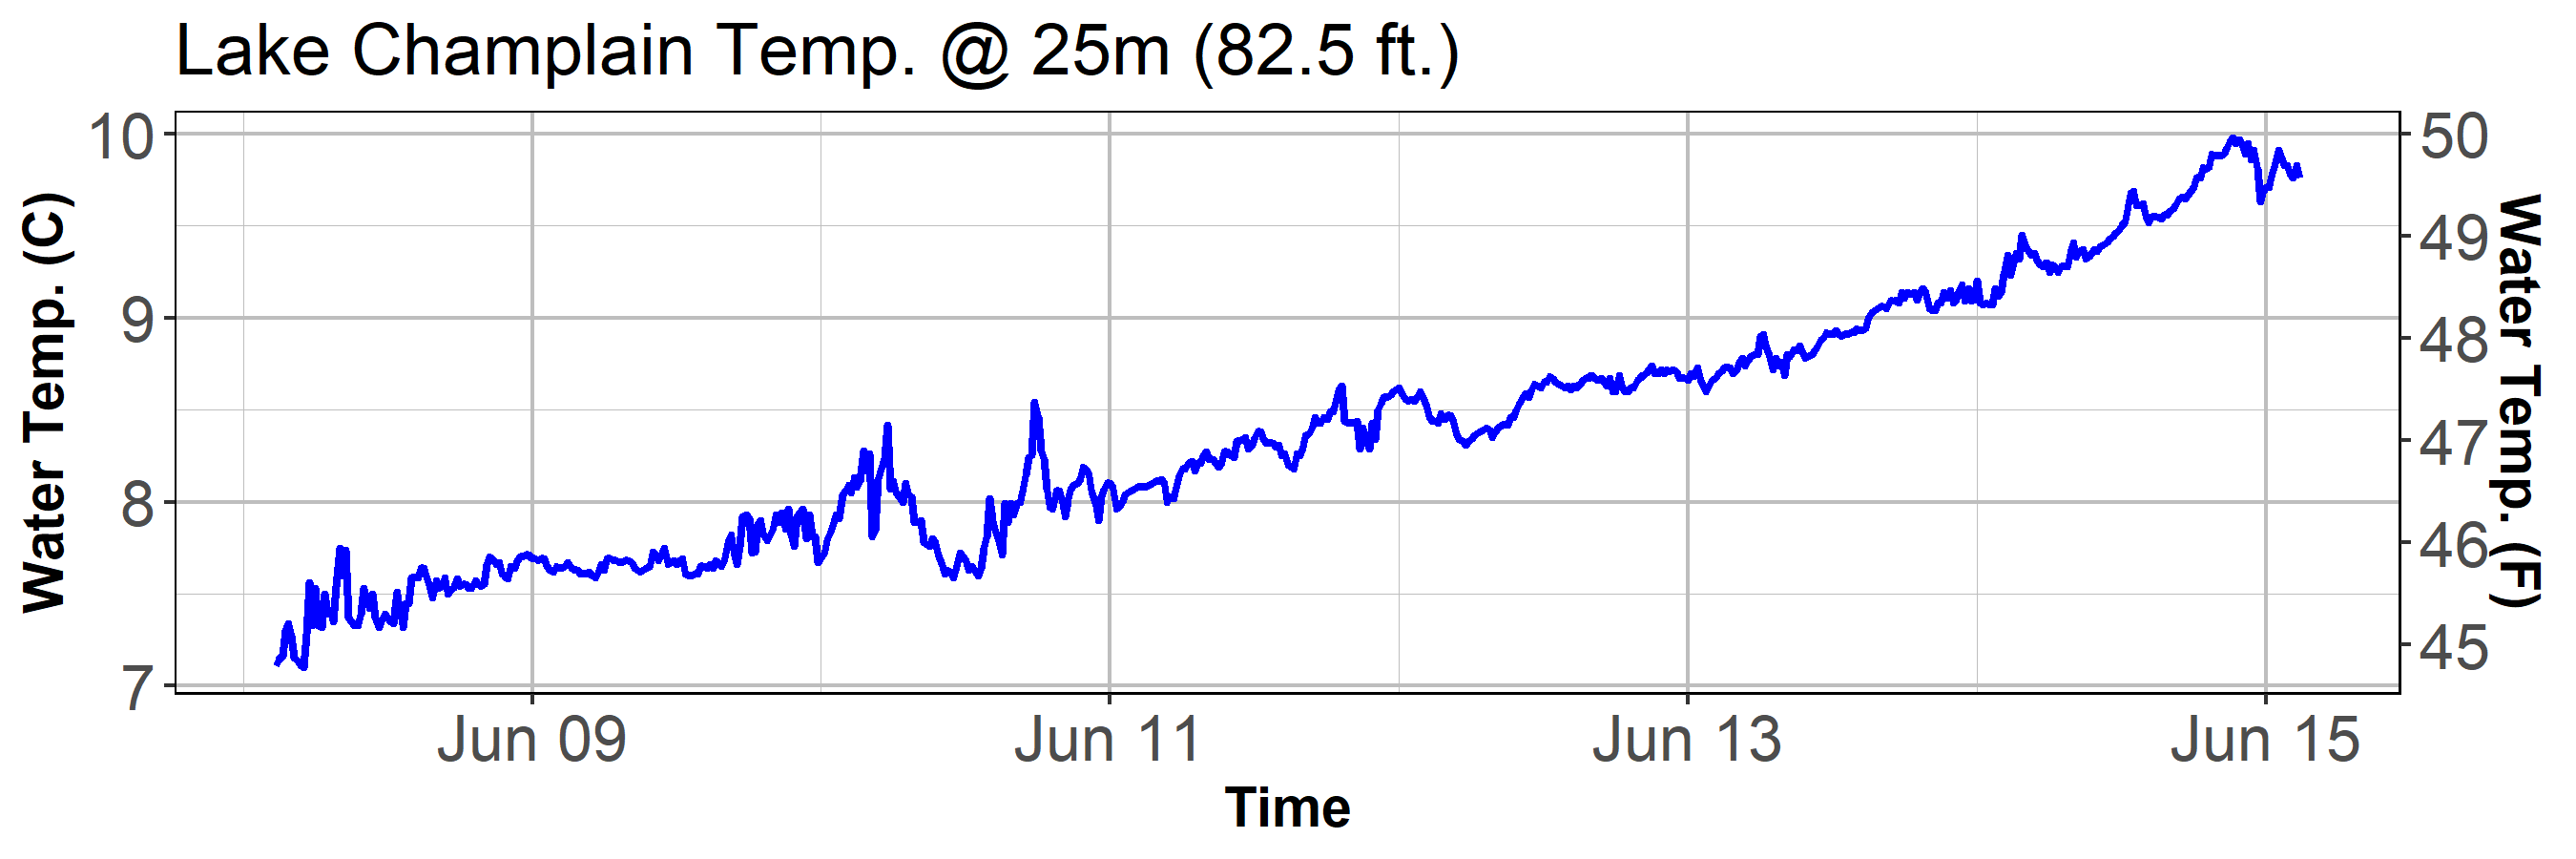 Lake Champlain Temp. @ 25m (82.5 ft.)
Water Temp. (C)
10
9
8
7
50
49
48
47
46
45
Water Temp. (F)
Jun 09
Jun 11
Jun 13
Jun 15
Time